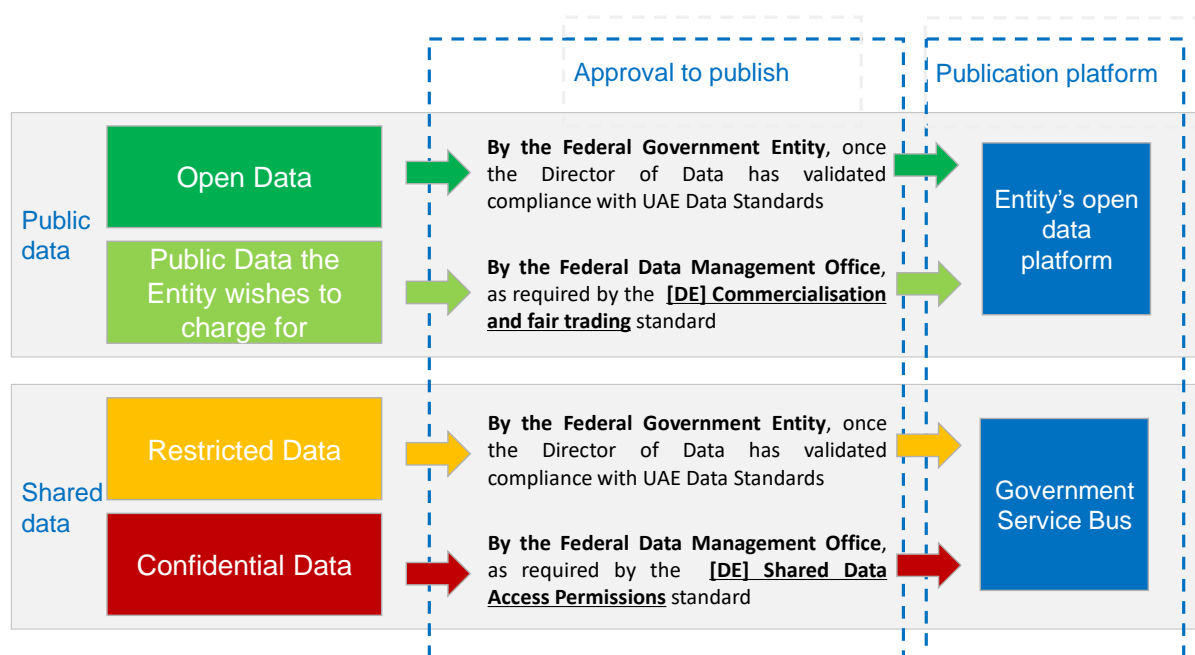 Approval to publish
Publication platform
Public
data
Open Data
By the Federal Government Entity, once
the Director of Data has validated
compliance with UAE Data Standards
Entity's open
data
platform
Public Data the
Entity wishes to
charge for
By the Federal Data Management Office,
as required by the [DE] Commercialisation
and fair trading standard
Shared
data
Restricted Data
By the Federal Government Entity, once
the Director of Data has validated
compliance with UAE Data Standards
Government
Service Bus
Confidential Data
By the Federal Data Management Office,
as required by the [DE] Shared Data
Access Permissions standard